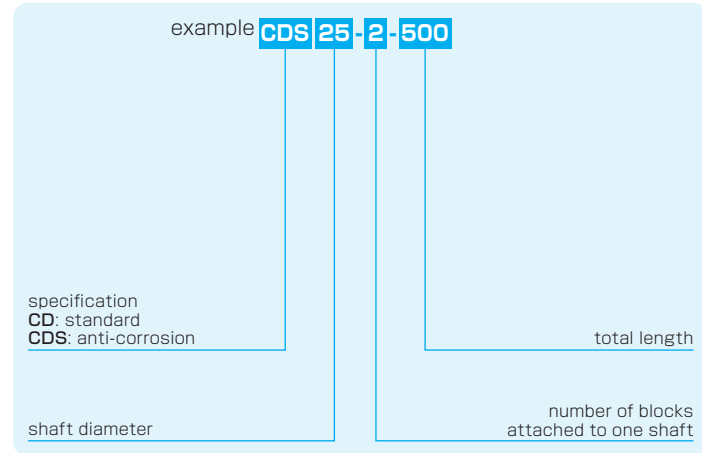 example CDS 25 - 2 - 500
specification
CD: standard
CDS: anti-corrosion
total length
number of blocks
shaft diameter
attached to one shaft